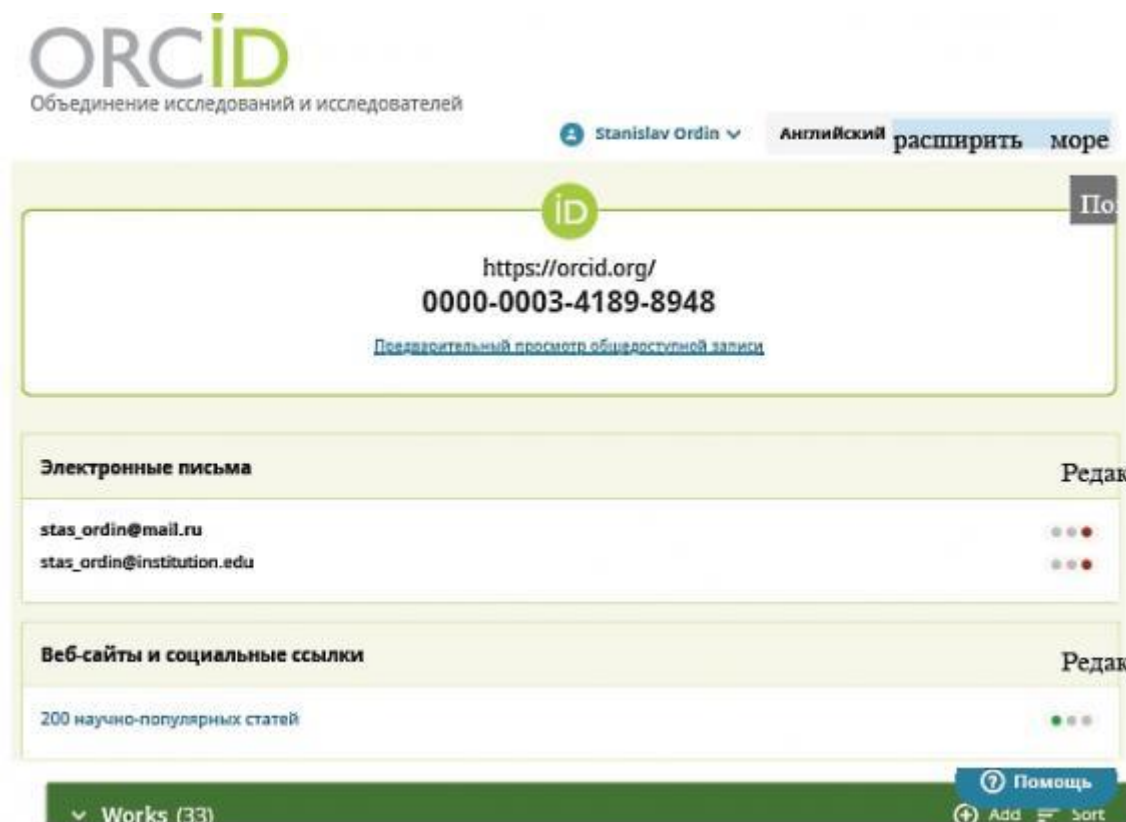 ORCID
Объединение исследований и исследователей
Stanislav Ordin Английский расширить море
По
iD
https://orcid.org/
0000-0003-4189-8948
Предварительный просмотр общедоступной записи
Электронные письма Редак
stas_ordin@mail.ru
stas_ordin@institution.edu
Веб-сайты и социальные ссылки Редак
200 научно-популярных статей
Помощь
Works (33) Add Sort